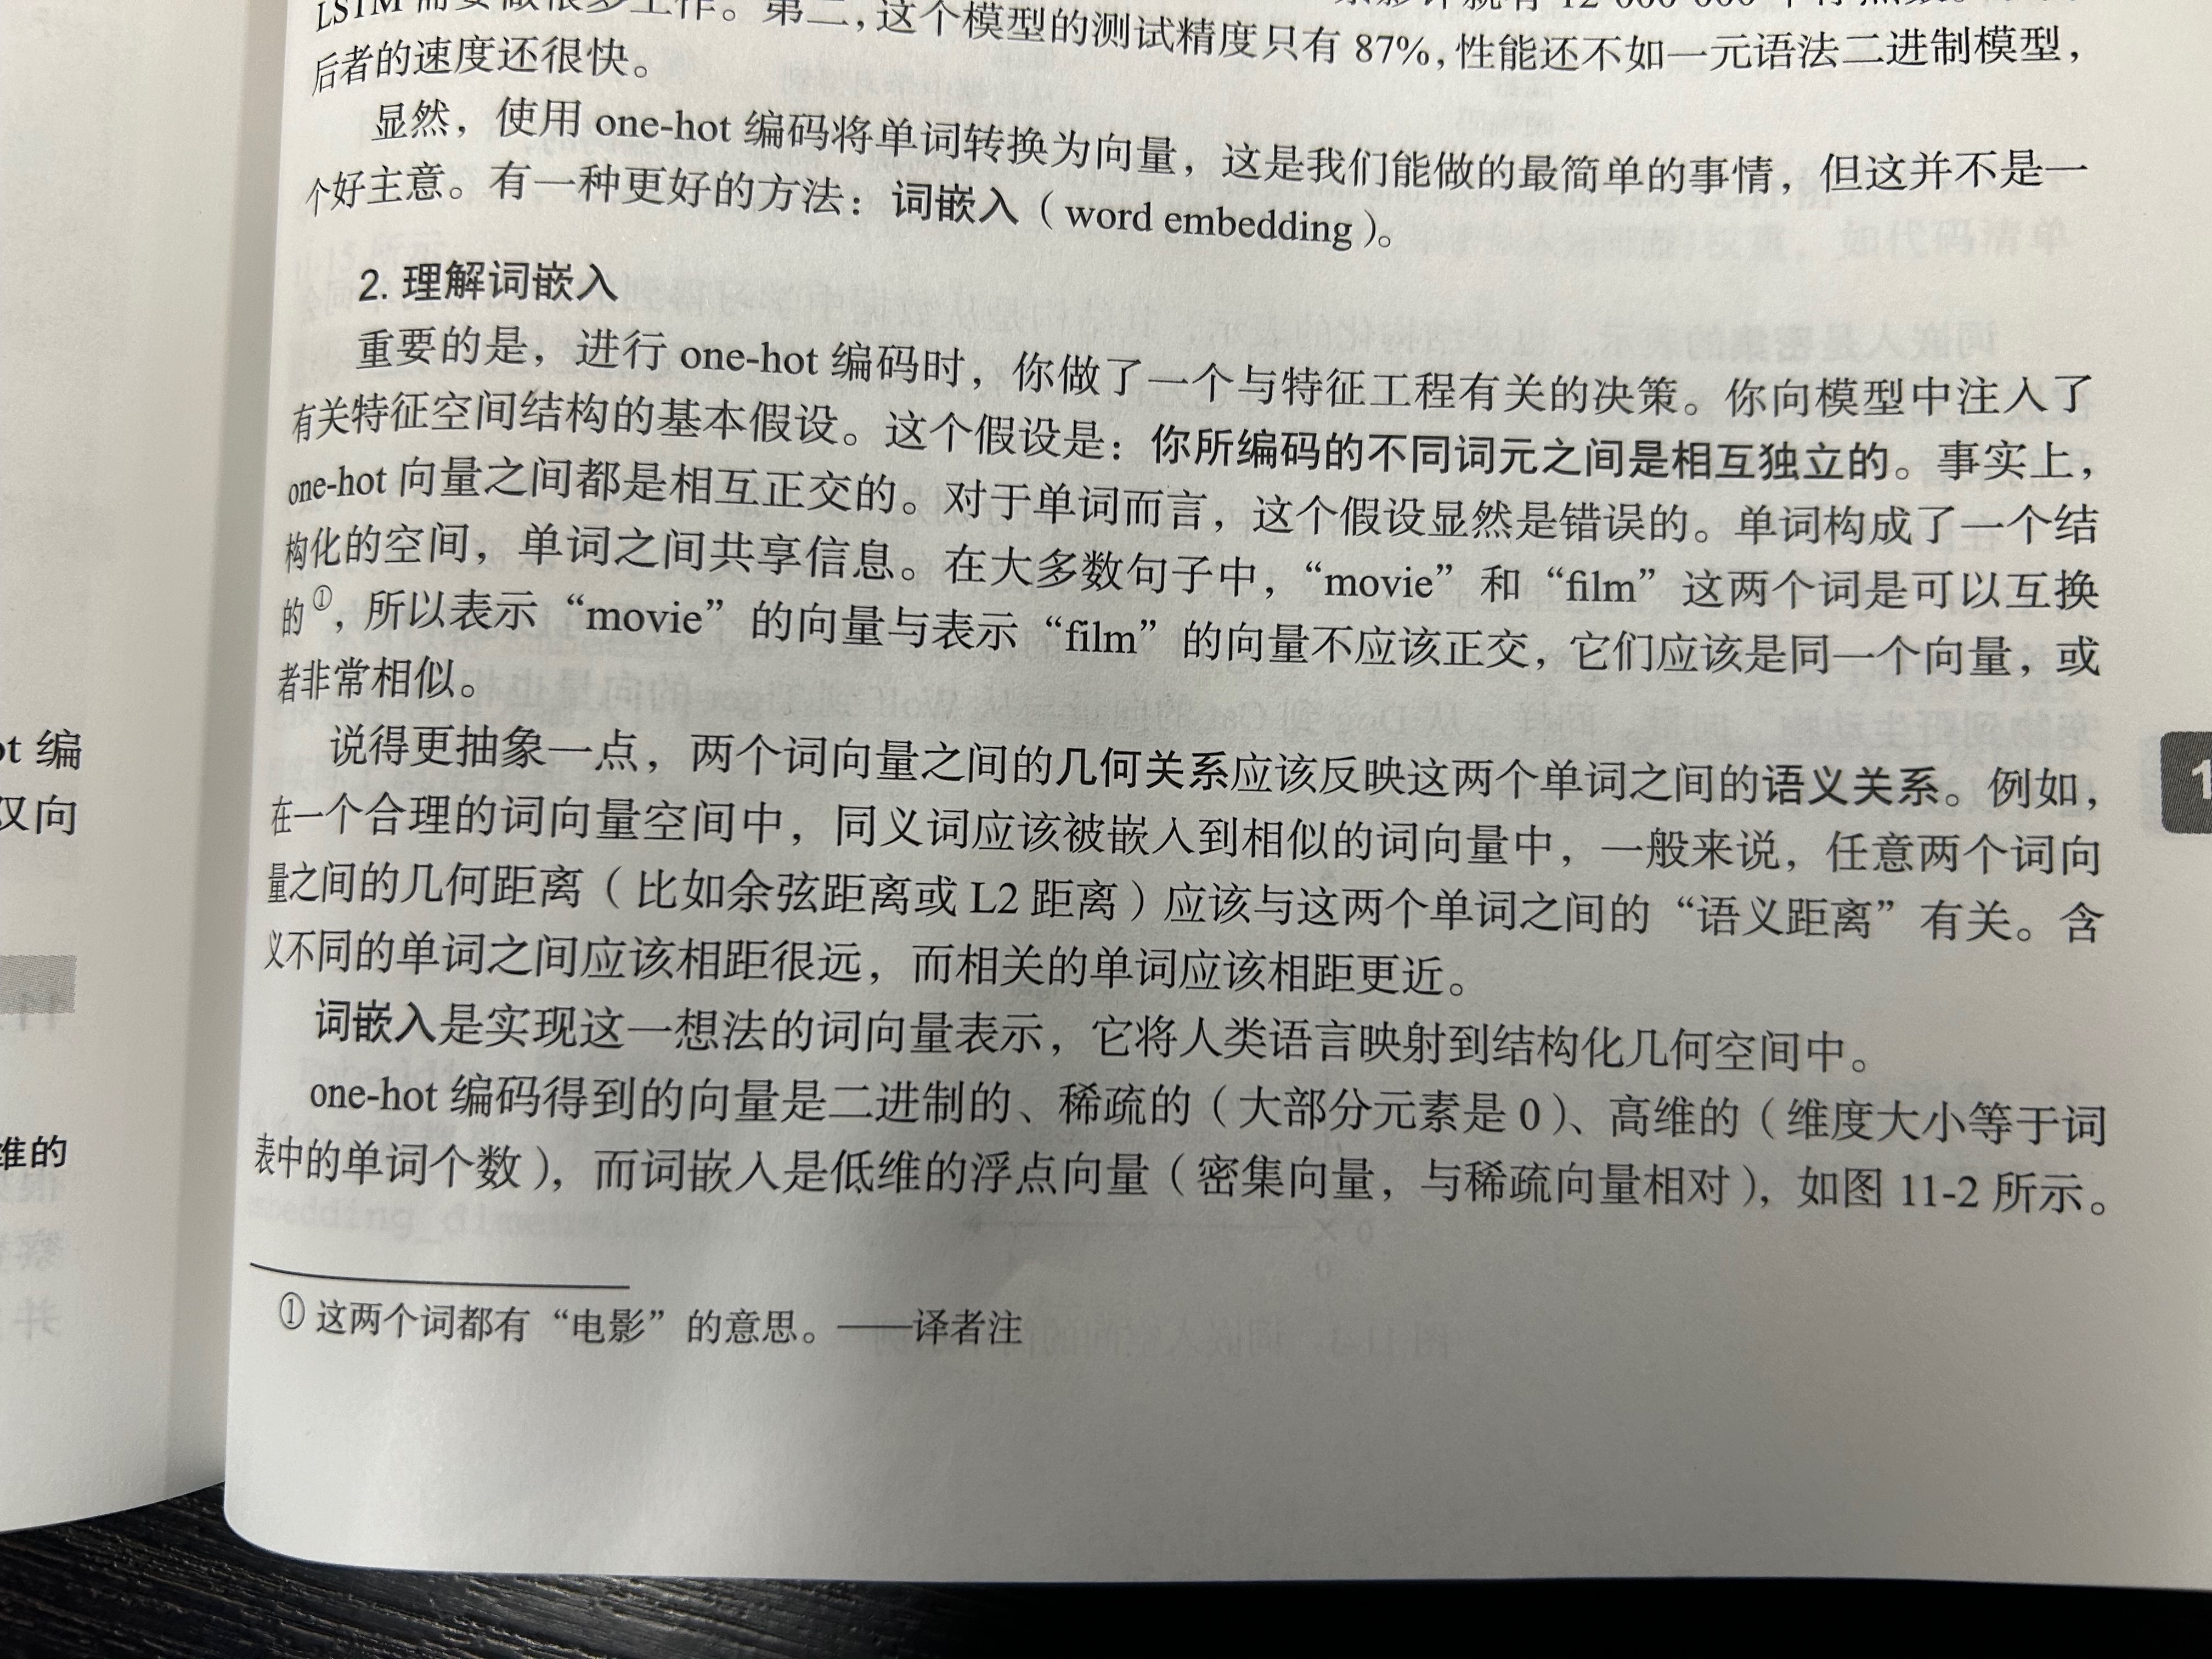 后者的速度还很快。
第二,这个模型的测试精度只有 87%,性能还不如一元语法二进制模型,
显然，使用 one-hot 编码将单词转换为向量，这是我们能做的最简单的事情，但这并不是一
个好主意。有一种更好的方法：词嵌入（word embedding）。
2. 理解词嵌入
重要的是，进行 one-hot 编码时，你做了一个与特征工程有关的决策。你向模型中注入了
有关特征空间结构的基本假设。这个假设是：你所编码的不同词元之间是相互独立的。事实上，
one-hot 向量之间都是相互正交的。对于单词而言，这个假设显然是错误的。单词构成了一个结
构化的空间，单词之间共享信息。在大多数句子中，“movie”和“film”这两个词是可以互换
的①，所以表示“movie”的向量与表示“film”的向量不应该正交，它们应该是同一个向量，或
者非常相似。
说得更抽象一点，两个词向量之间的几何关系应该反映这两个单词之间的语义关系。例如，
在一个合理的词向量空间中，同义词应该被嵌入到相似的词向量中，一般来说，任意两个词向
量之间的几何距离（比如余弦距离或 L2 距离）应该与这两个单词之间的“语义距离”有关。含
义不同的单词之间应该相距很远，而相关的单词应该相距更近。
词嵌入是实现这一想法的词向量表示，它将人类语言映射到结构化几何空间中。
one-hot 编码得到的向量是二进制的、稀疏的（大部分元素是 0）、高维的（维度大小等于词
表中的单词个数），而词嵌入是低维的浮点向量（密集向量，与稀疏向量相对），如图 11-2 所示。
① 这两个词都有“电影”的意思。——译者注
编
仅向
维的
1